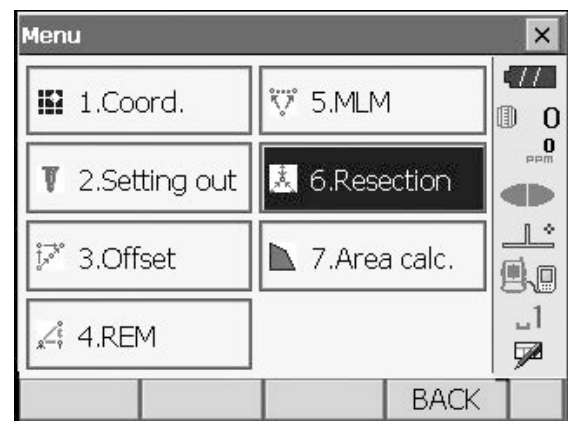 Menu
1.Coord.
5.MLM
2.Setting out
6.Resection
3.Offset
7.Area calc.
4.REM
0
0
PPM
1
BACK